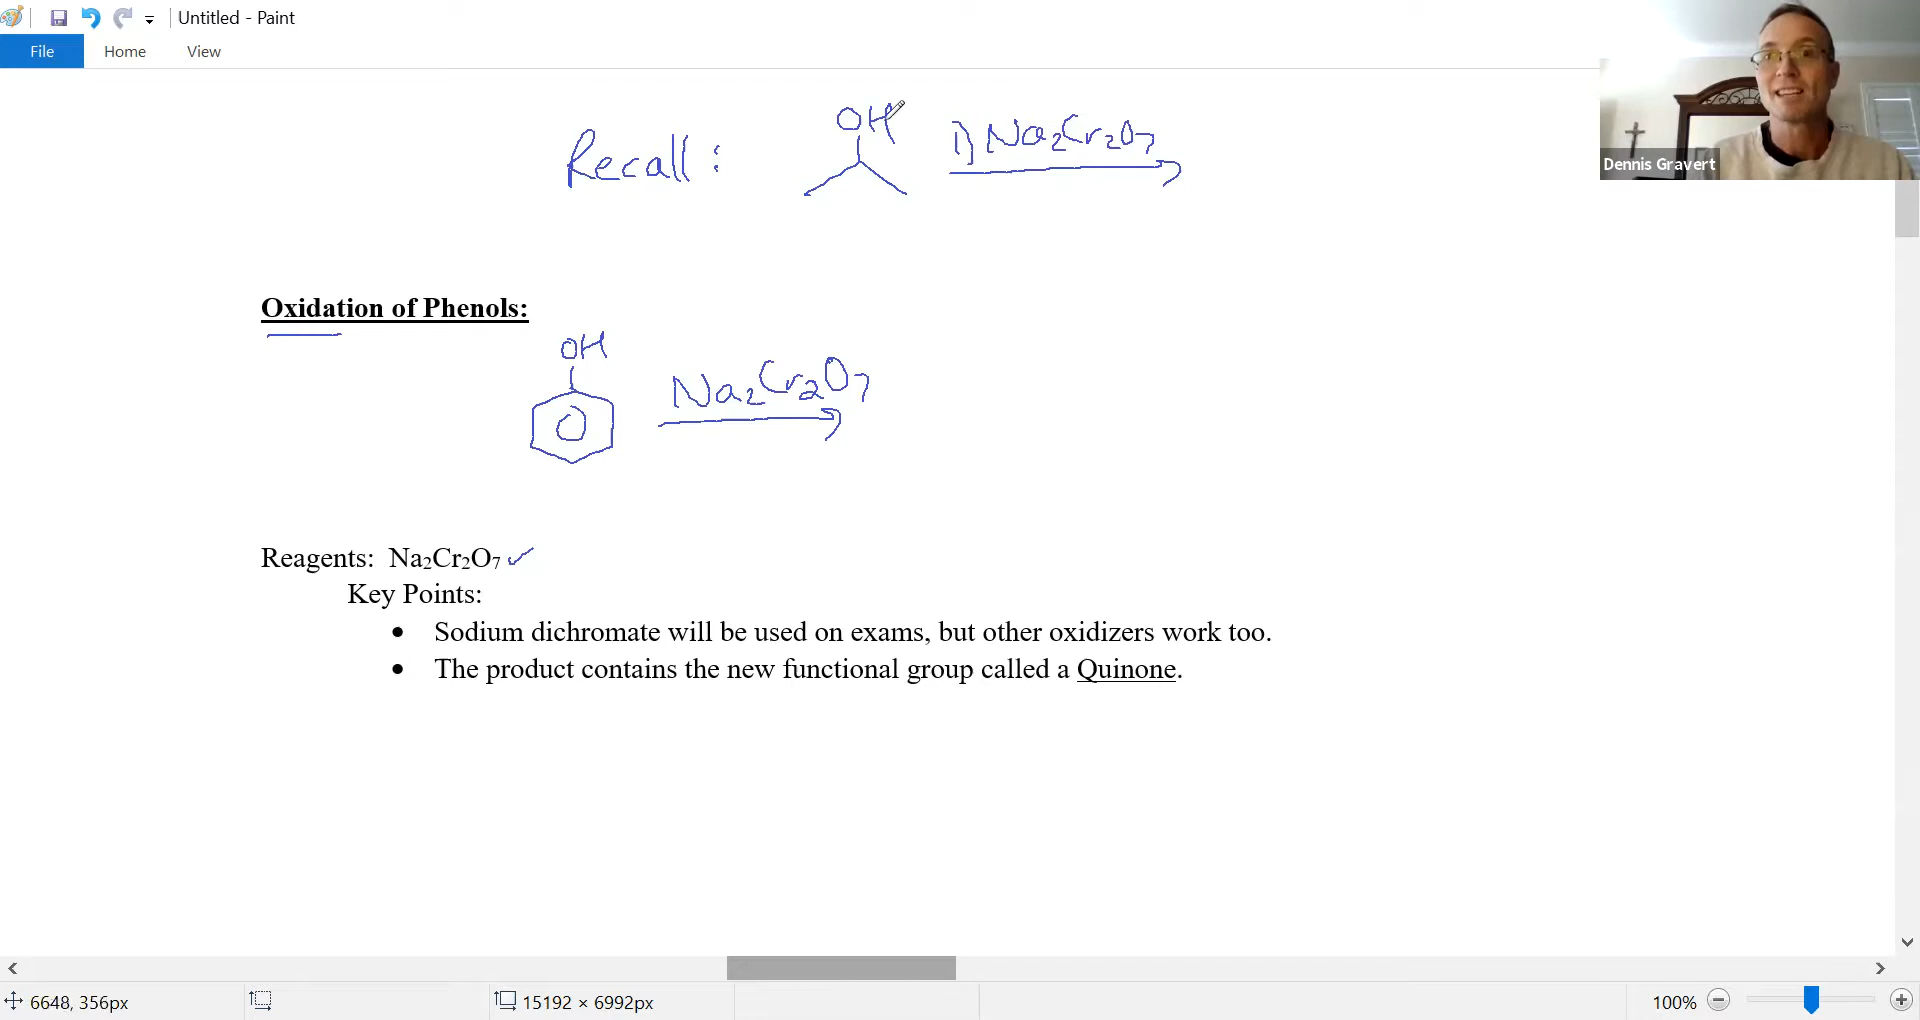 Untitled - Paint
File Home View
Dennis Gravert
Recall: OH 1) Na2Cr2O7
Oxidation of Phenols:
OH Na2Cr2O7
Reagents: Na₂Cr₂O₇ ✓
Key Points:
• Sodium dichromate will be used on exams, but other oxidizers work too.
• The product contains the new functional group called a Quinone.
6648, 356px 15192 × 6992px 100%